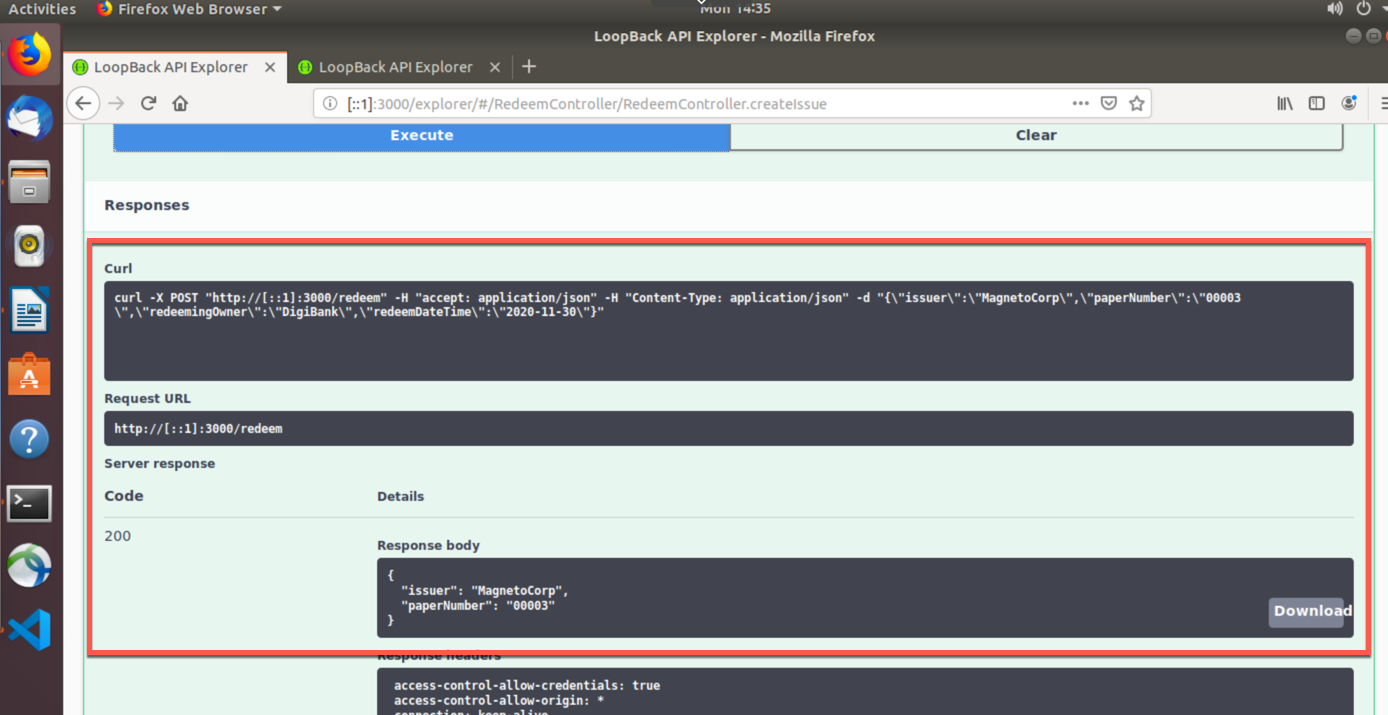 Activities Firefox Web Browser Mon 14:35
LoopBack API Explorer - Mozilla Firefox
LoopBack API Explorer LoopBack API Explorer
[::1]:3000/explorer/#/RedeemController/RedeemController.createIssue
Execute Clear
Responses
Curl
curl -X POST "http://[::1]:3000/redeem" -H "accept: application/json" -H "Content-Type: application/json" -d "{\"issuer\":\"MagnetoCorp\",\"paperNumber\":\"00003
\",\"redeemingOwner\":\"DigiBank\",\"redeemDateTime\":\"2020-11-30\"}"
Request URL
http://[::1]:3000/redeem
Server response
Code Details
200
Response body
{
"issuer": "MagnetoCorp",
"paperNumber": "00003"
}
Download
Response headers
access-control-allow-credentials: true
access-control-allow-origin: *
connection: keep-alive